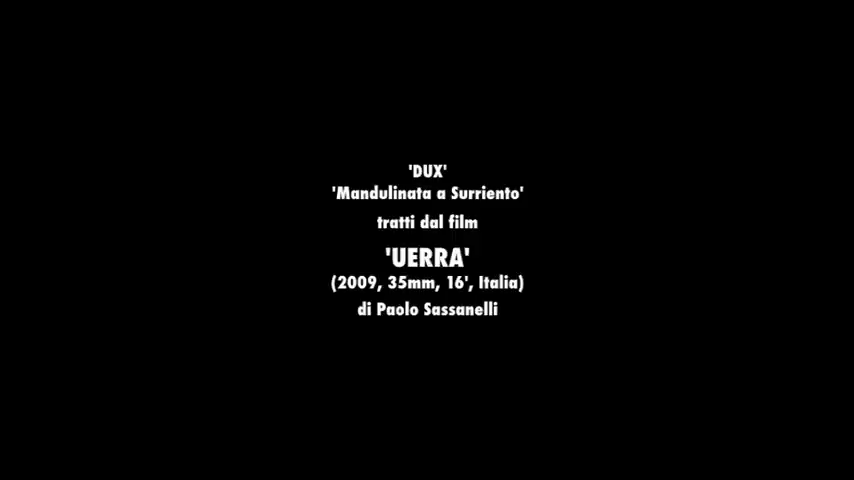 'DUX'
'Mandulinata a Surriento'
tratti dal film
'UERRA'
(2009, 35mm, 16', Italia)
di Paolo Sassanelli